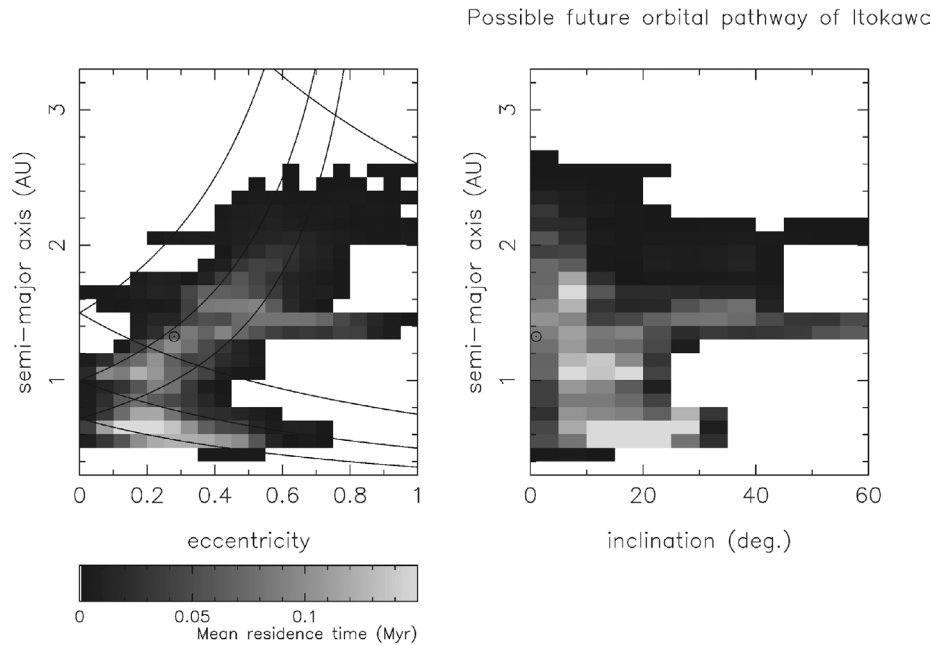 Possible future orbital pathway of Itokawc
3
2
1
semi-major axis (AU)
0 0.2 0.4 0.6 0.8 1
eccentricity
3
2
1
semi-major axis (AU)
0 20 40 60
inclination (deg.)
0 0.05 0.1
Mean residence time (Myr)